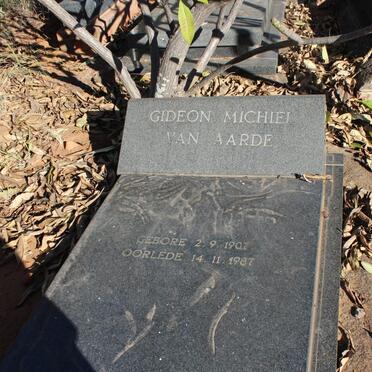 GIDEON MICHIEL
VAN AARDE
GEBORE 2.9.1907
OORLEDE 14.11.1987